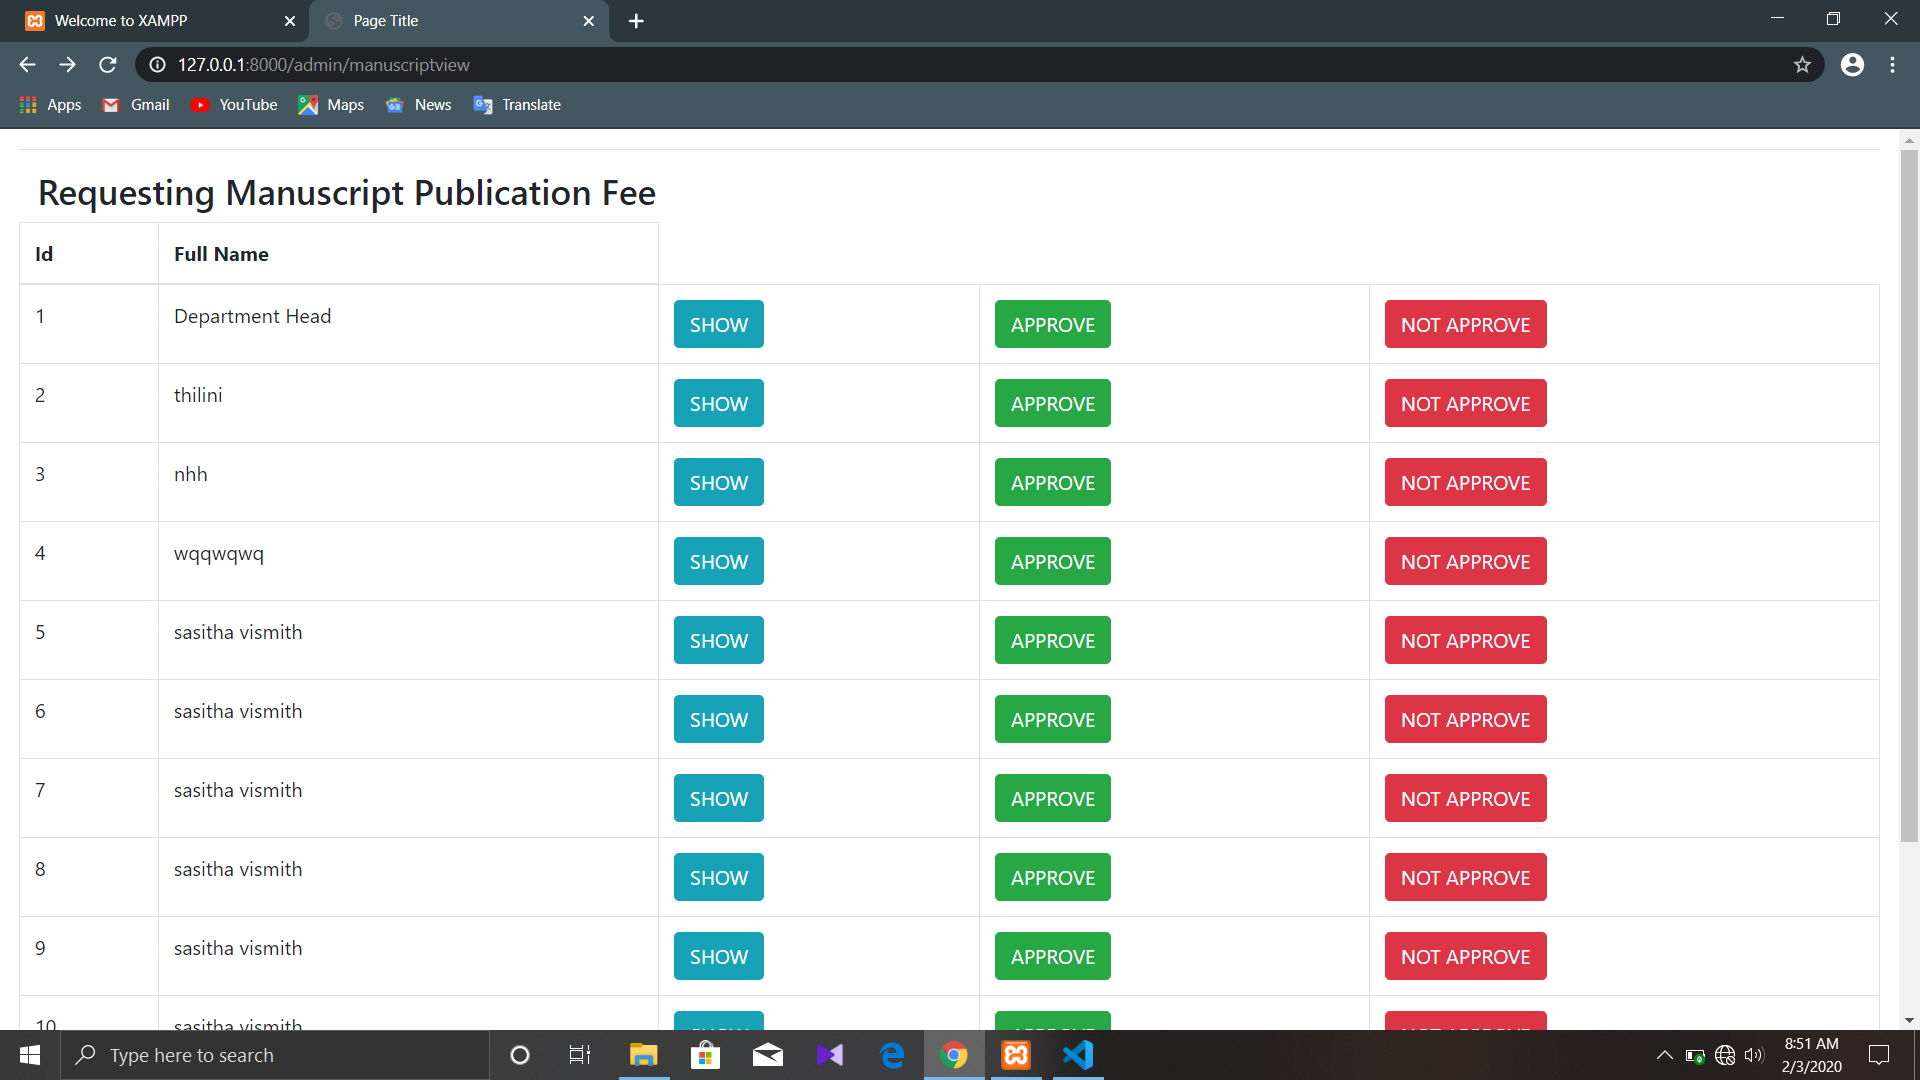 Welcome to XAMPP
Page Title
127.0.0.1:8000/admin/manuscriptview
Apps Gmail YouTube Maps News Translate
Requesting Manuscript Publication Fee
Id Full Name
1 Department Head SHOW APPROVE NOT APPROVE
2 thilini SHOW APPROVE NOT APPROVE
3 nhh SHOW APPROVE NOT APPROVE
4 wqqwqwq SHOW APPROVE NOT APPROVE
5 sasitha vismith SHOW APPROVE NOT APPROVE
6 sasitha vismith SHOW APPROVE NOT APPROVE
7 sasitha vismith SHOW APPROVE NOT APPROVE
8 sasitha vismith SHOW APPROVE NOT APPROVE
9 sasitha vismith SHOW APPROVE NOT APPROVE
10 sasitha vismith
Type here to search
8:51 AM
2/3/2020